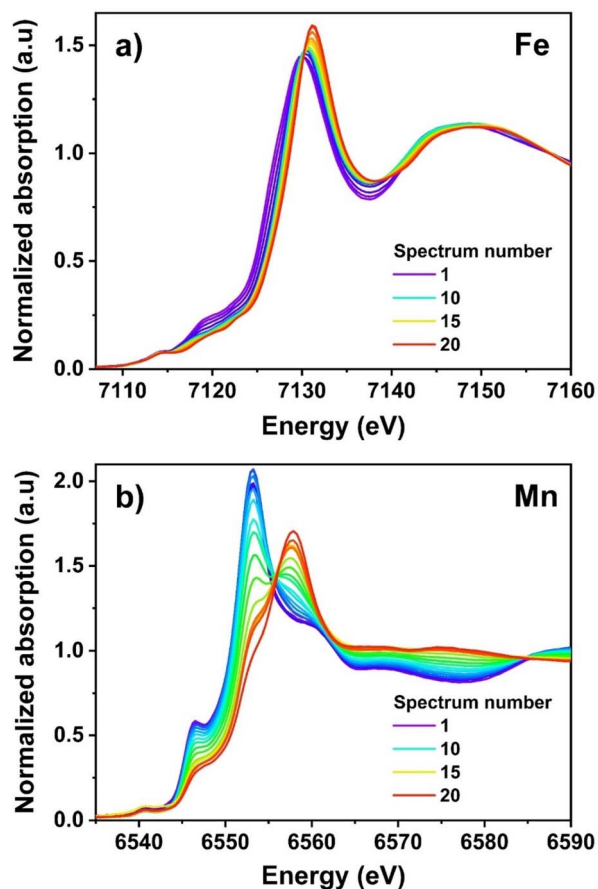 a)
Fe
Normalized absorption (a.u)
1.5
1.0
0.5
0.0
Spectrum number
1
10
15
20
7110 7120 7130 7140 7150 7160
Energy (eV)
b)
Mn
Normalized absorption (a.u)
2.0
1.5
1.0
0.5
0.0
Spectrum number
1
10
15
20
6540 6550 6560 6570 6580 6590
Energy (eV)